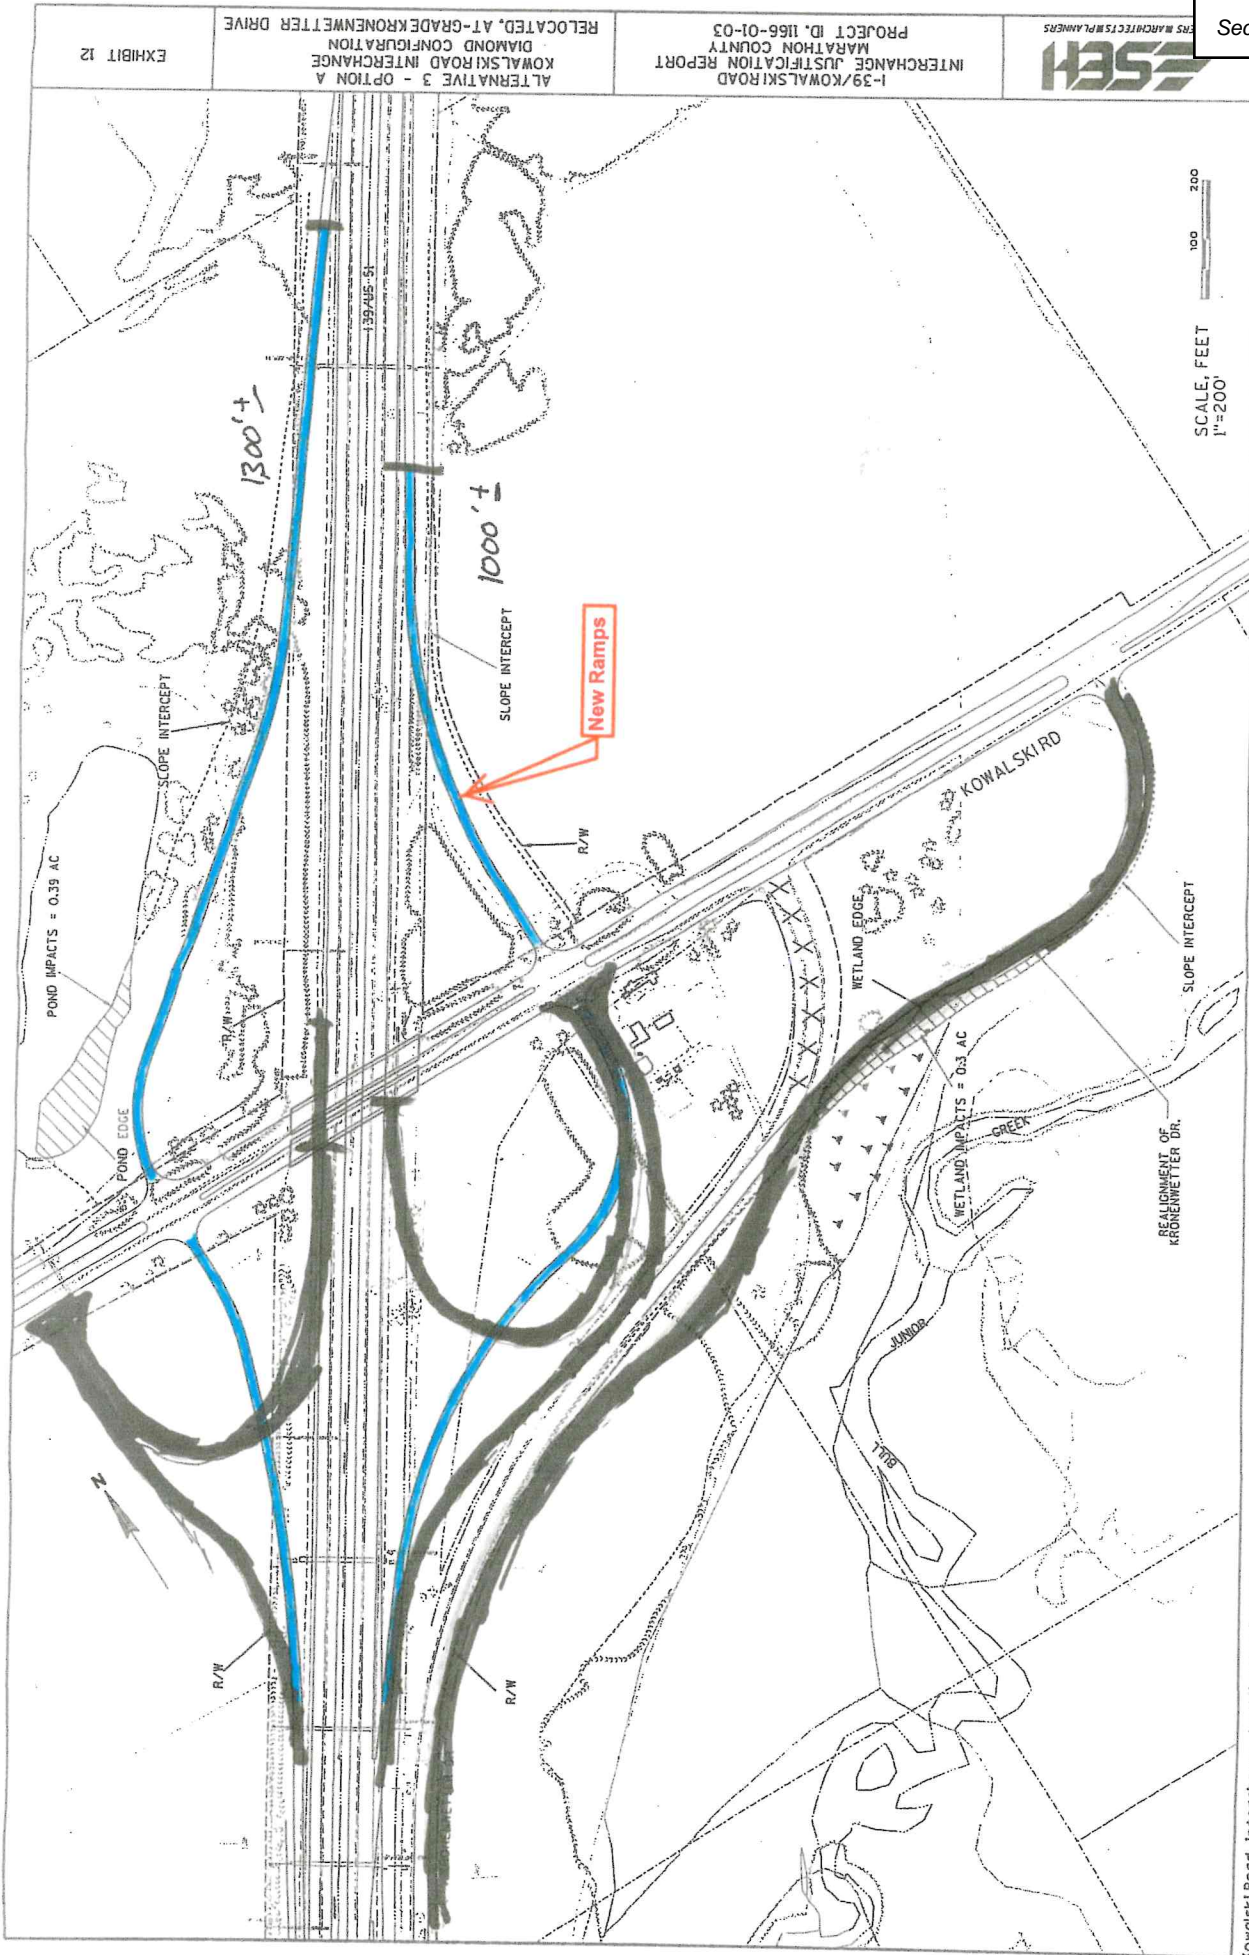 EXHIBIT 12
ALTERNATIVE 3 - OPTION A
KOWALSKI ROAD INTERCHANGE
DIAMOND CONFIGURATION
RELOCATED, AT-GRADE KRONENWETTER DRIVE
I-39/KOWALSKI ROAD
INTERCHANGE JUSTIFICATION REPORT
MARATHON COUNTY
PROJECT ID. 1166-01-03
SEH
ERS ■ ARCHITECTS ■ PLANNERS
Sec
1300'±
I39/US 51
1000'±
SLOPE INTERCEPT
SLOPE INTERCEPT
New Ramps
POND IMPACTS = 0.39 AC
POND EDGE
R/W
R/W
KOWALSKI RD
SCALE, FEET
1"=200'
100
200
WETLAND EDGE
SLOPE INTERCEPT
WETLAND IMPACTS = 0.3 AC
CREEK
REALIGNMENT OF
KRONENWETTER DR.
JUNIOR
BULL
N
R/W
R/W